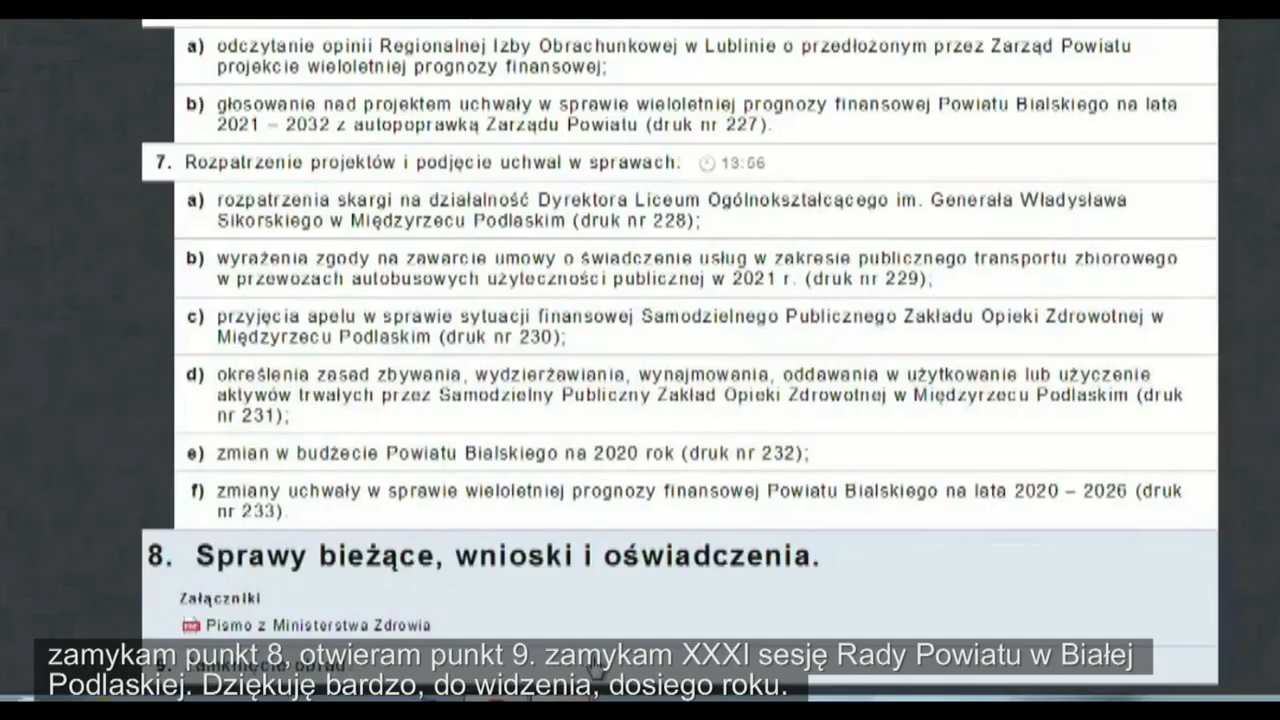 a) odczytanie opinii Regionalnej Izby Obrachunkowej w Lublinie o przedłożonym przez Zarząd Powiatu
projekcie wieloletniej prognozy finansowej;
b) głosowanie nad projektem uchwały w sprawie wieloletniej prognozy finansowej Powiatu Bialskiego na lata
2021 – 2032 z autopoprawką Zarządu Powiatu (druk nr 227).
7. Rozpatrzenie projektów i podjęcie uchwał w sprawach: 13:56
a) rozpatrzenia skargi na działalność Dyrektora Liceum Ogólnokształcącego im. Generała Władysława
Sikorskiego w Międzyrzecu Podlaskim (druk nr 228);
b) wyrażenia zgody na zawarcie umowy o świadczenie usług w zakresie publicznego transportu zbiorowego
w przewozach autobusowych użyteczności publicznej w 2021 r. (druk nr 229);
c) przyjęcia apelu w sprawie sytuacji finansowej Samodzielnego Publicznego Zakładu Opieki Zdrowotnej w
Międzyrzecu Podlaskim (druk nr 230);
d) określenia zasad zbywania, wydzierżawiania, wynajmowania, oddawania w użytkowanie lub użyczenie
aktywów trwałych przez Samodzielny Publiczny Zakład Opieki Zdrowotnej w Międzyrzecu Podlaskim (druk
nr 231);
e) zmian w budżecie Powiatu Bialskiego na 2020 rok (druk nr 232);
f) zmiany uchwały w sprawie wieloletniej prognozy finansowej Powiatu Bialskiego na lata 2020 – 2026 (druk
nr 233).
8. Sprawy bieżące, wnioski i oświadczenia.
Załączniki
Pismo z Ministerstwa Zdrowia
9. Zamknięcie obrad.
zamykam punkt 8, otwieram punkt 9. zamykam XXXI sesję Rady Powiatu w Białej
Podlaskiej. Dziękuję bardzo, do widzenia, dosiego roku.